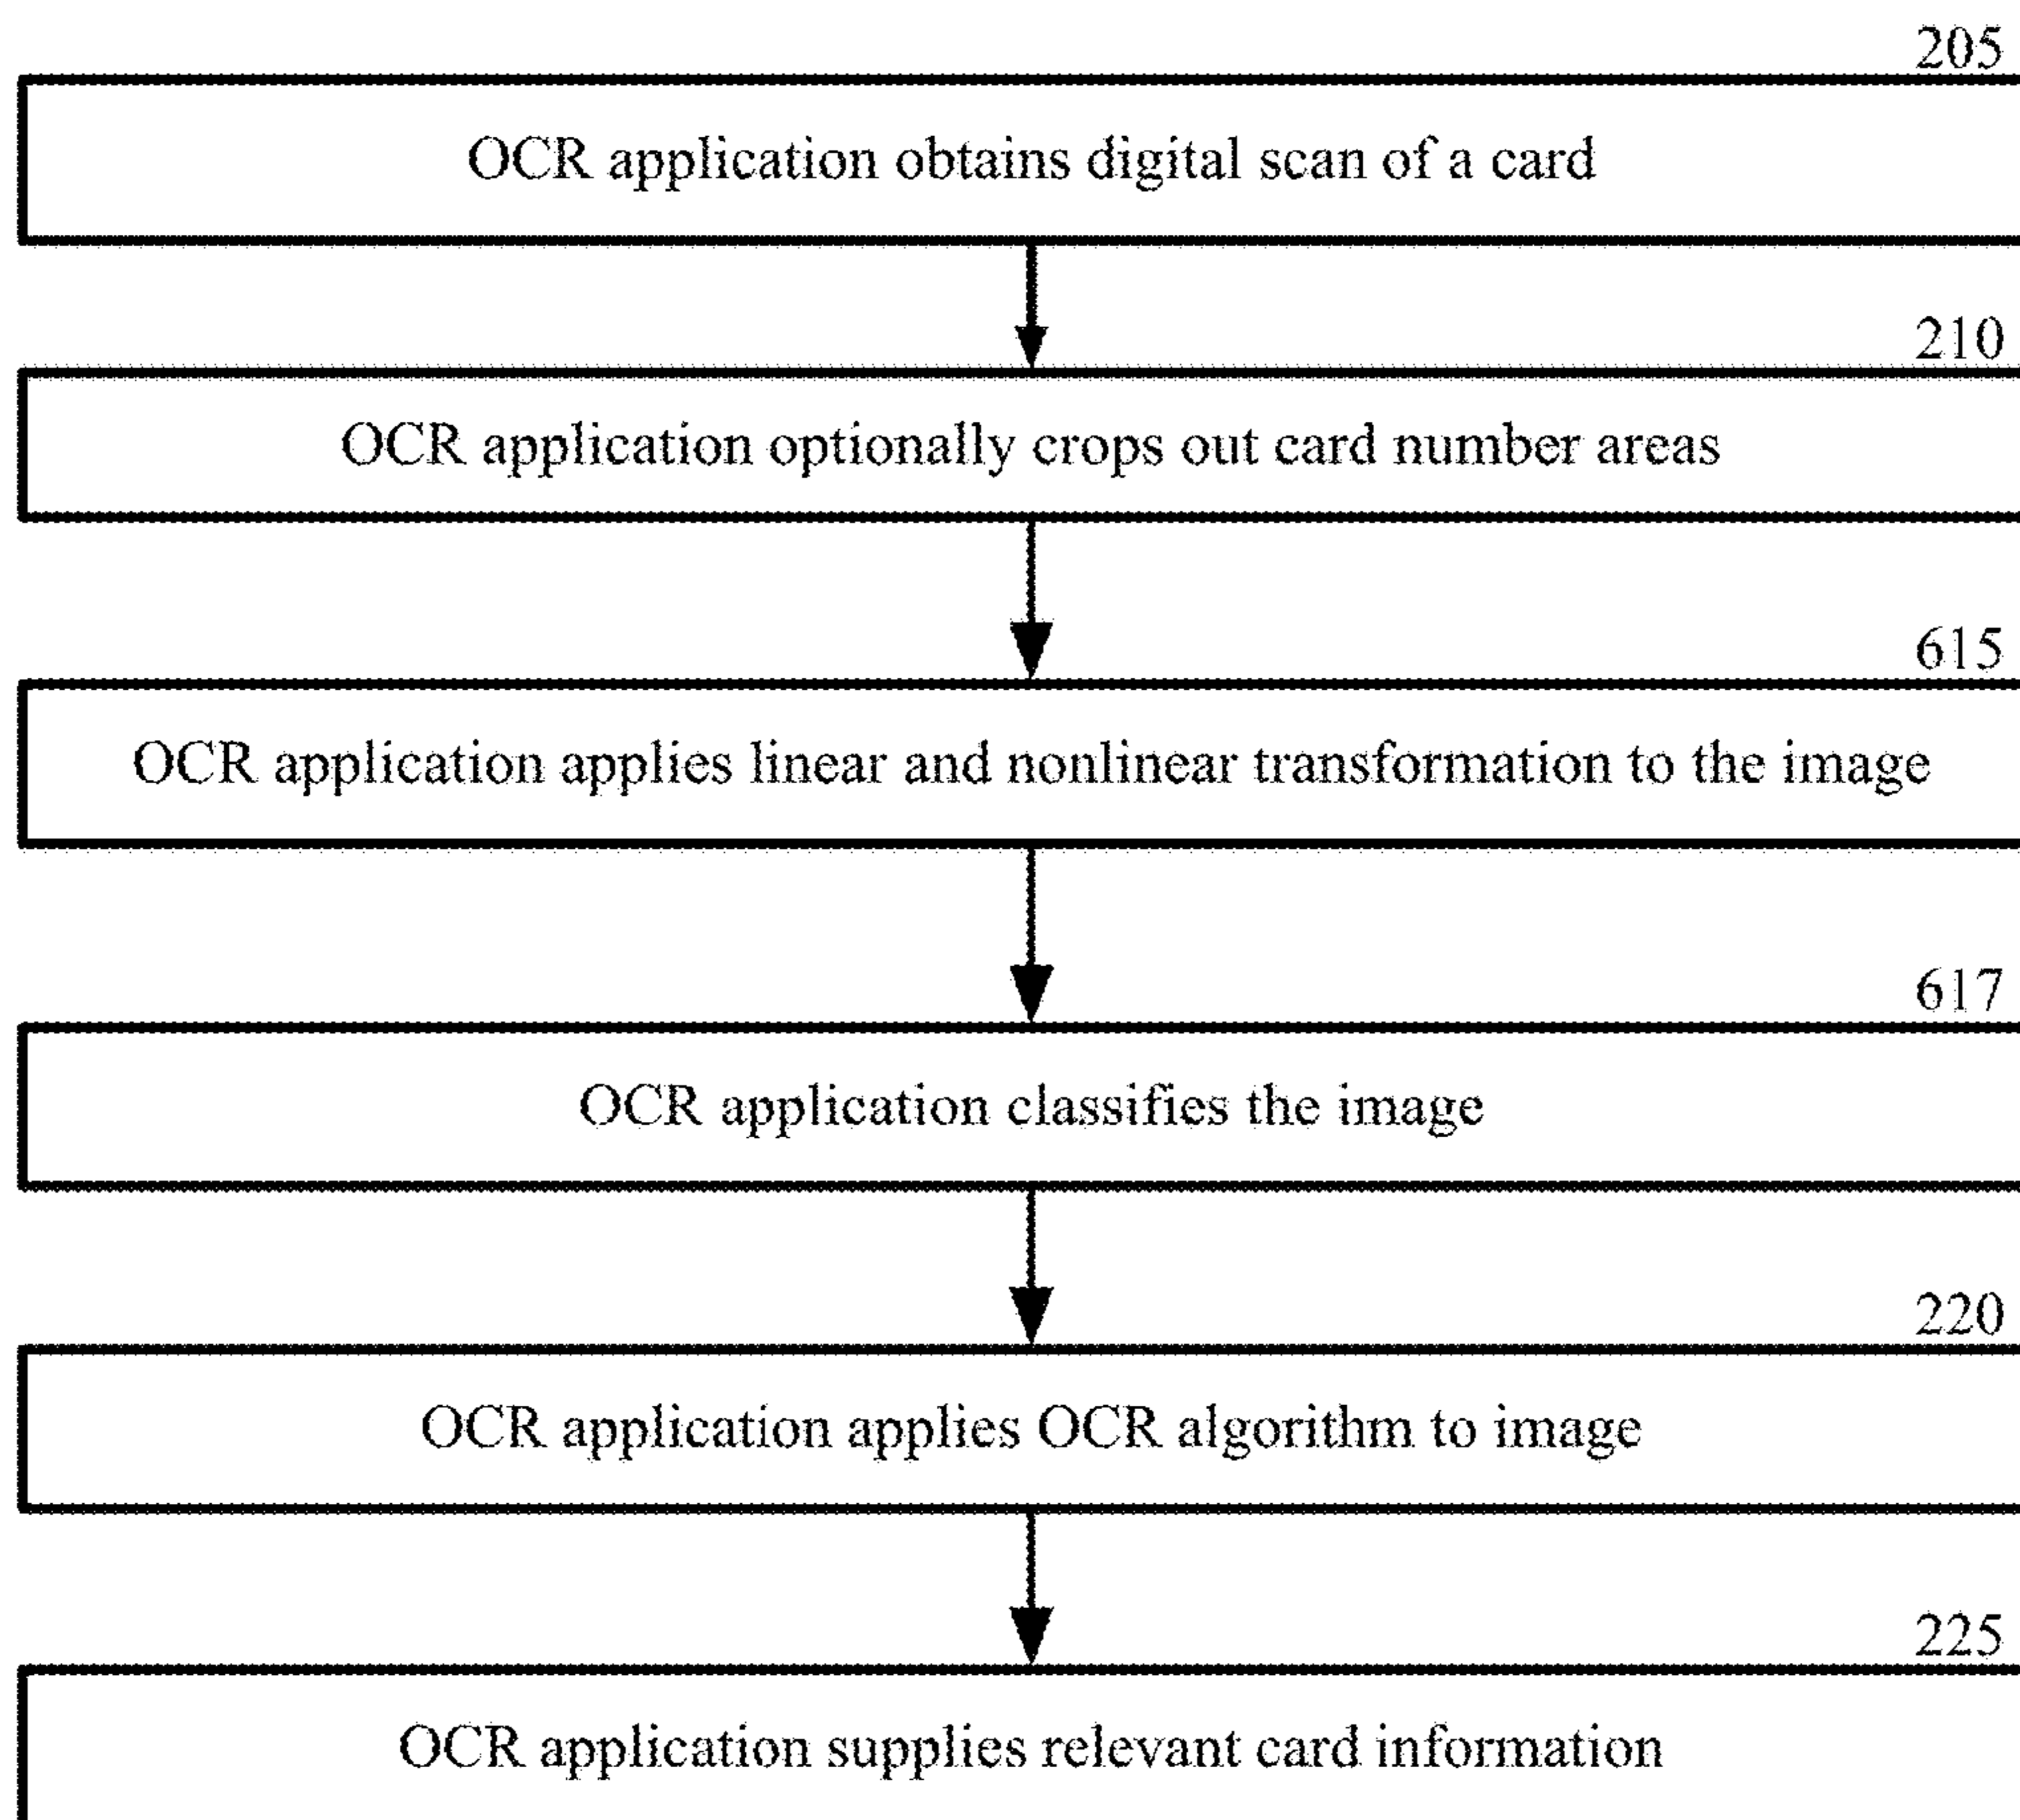 205
OCR application obtains digital scan of a card
210
OCR application optionally crops out card number areas
615
OCR application applies linear and nonlinear transformation to the image
617
OCR application classifies the image
220
OCR application applies OCR algorithm to image
225
OCR application supplies relevant card information